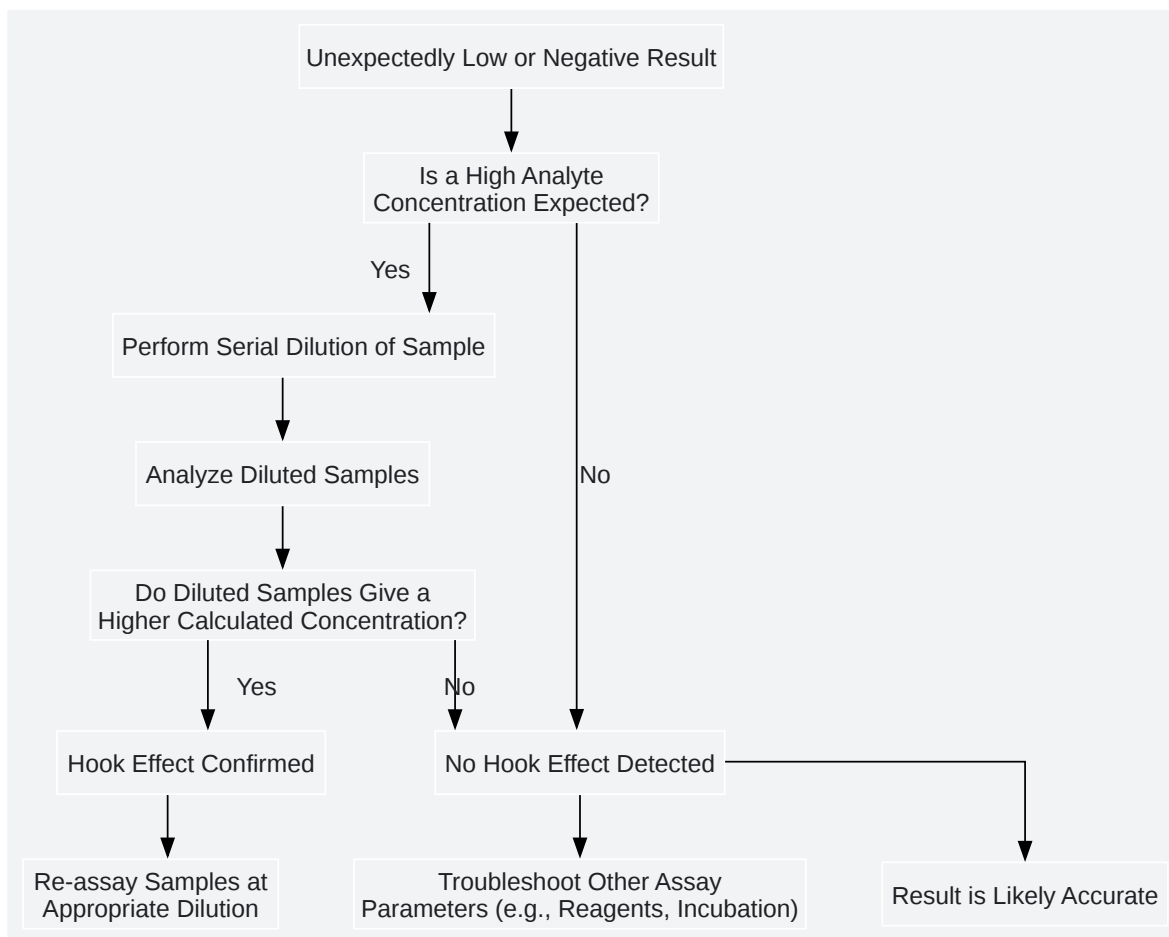 Unexpectedly Low or Negative Result
Is a High Analyte
Concentration Expected?
Yes
Perform Serial Dilution of Sample
Analyze Diluted Samples
No
Do Diluted Samples Give a
Higher Calculated Concentration?
Yes
No
Hook Effect Confirmed
No Hook Effect Detected
Re-assay Samples at
Appropriate Dilution
Troubleshoot Other Assay
Parameters (e.g., Reagents, Incubation)
Result is Likely Accurate